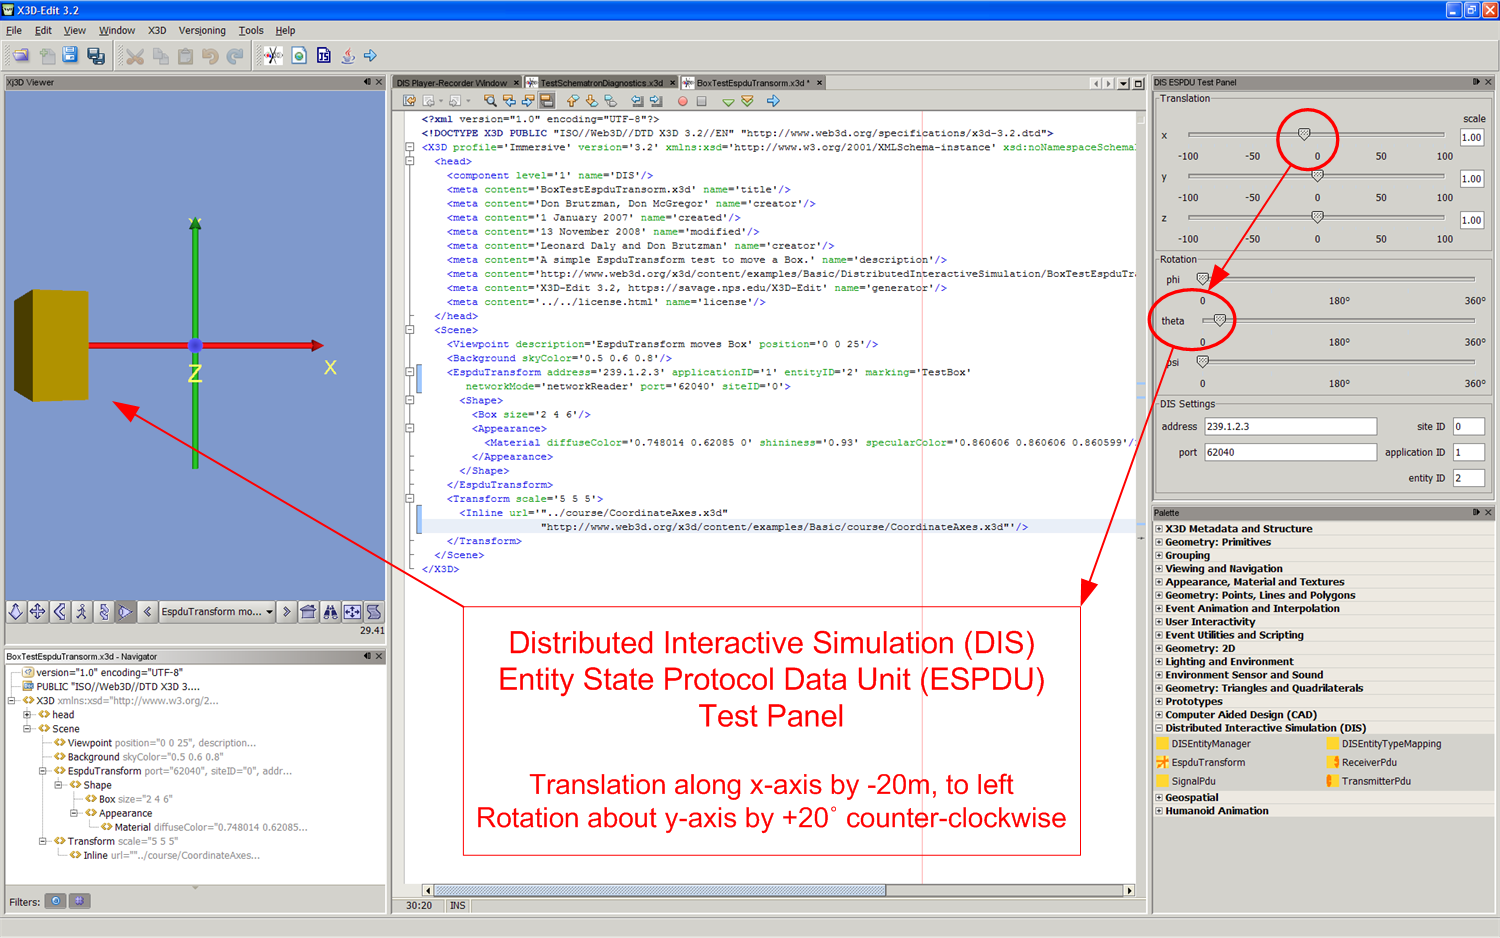 X3D-Edit 3.2
File Edit View Window X3D Versioning Tools Help
Xj3D Viewer
X
Z
EspduTransform mo...
29.41
BoxTestEspduTransorm.x3d - Navigator
version="1.0" encoding="UTF-8"
PUBLIC "ISO//Web3D//DTD X3D 3....
X3D xmlns:xsd="http://www.w3.org/2...
head
Scene
Viewpoint position="0 0 25", description...
Background skyColor="0.5 0.6 0.8"
EspduTransform port="62040", siteID="0", addr...
Shape
Box size="2 4 6"
Appearance
Material diffuseColor="0.748014 0.62085...
Transform scale="5 5 5"
Inline url=""../course/CoordinateAxes...
Filters:
DIS Player-Recorder Window TestSchematronDiagnostics.x3d BoxTestEspduTransorm.x3d *
<?xml version="1.0" encoding="UTF-8"?>
<!DOCTYPE X3D PUBLIC "ISO//Web3D//DTD X3D 3.2//EN" "http://www.web3d.org/specifications/x3d-3.2.dtd">
<X3D profile='Immersive' version='3.2' xmlns:xsd='http://www.w3.org/2001/XMLSchema-instance' xsd:noNamespaceSchemaI
<head>
<component level='1' name='DIS'/>
<meta content='BoxTestEspduTransorm.x3d' name='title'/>
<meta content='Don Brutzman, Don McGregor' name='creator'/>
<meta content='1 January 2007' name='created'/>
<meta content='13 November 2008' name='modified'/>
<meta content='Leonard Daly and Don Brutzman' name='creator'/>
<meta content='A simple EspduTransform test to move a Box.' name='description'/>
<meta content='http://www.web3d.org/x3d/content/examples/Basic/DistributedInteractiveSimulation/BoxTestEspduTra
<meta content='X3D-Edit 3.2, https://savage.nps.edu/X3D-Edit' name='generator'/>
<meta content='../../license.html' name='license'/>
</head>
<Scene>
<Viewpoint description='EspduTransform moves Box' position='0 0 25'/>
<Background skyColor='0.5 0.6 0.8'/>
<EspduTransform address='239.1.2.3' applicationID='1' entityID='2' marking='TestBox'
networkMode='networkReader' port='62040' siteID='0'>
<Shape>
<Box size='2 4 6'/>
<Appearance>
<Material diffuseColor='0.748014 0.62085 0' shininess='0.93' specularColor='0.860606 0.860606 0.860599'/
</Appearance>
</Shape>
</EspduTransform>
<Transform scale='5 5 5'>
<Inline url='"../course/CoordinateAxes.x3d"
"http://www.web3d.org/x3d/content/examples/Basic/course/CoordinateAxes.x3d"'/>
</Transform>
</Scene>
</X3D>
Distributed Interactive Simulation (DIS)
Entity State Protocol Data Unit (ESPDU)
Test Panel
Translation along x-axis by -20m, to left
Rotation about y-axis by +20° counter-clockwise
30:20 INS
DIS ESPDU Test Panel
Translation
scale
x 1.00
-100 -50 0 50 100
y 1.00
-100 -50 0 50 100
z 1.00
-100 -50 0 50 100
Rotation
phi
0 180º 360º
theta
0 180º 360º
psi
0 180º 360º
DIS Settings
address 239.1.2.3 site ID 0
port 62040 application ID 1
entity ID 2
Palette
X3D Metadata and Structure
Geometry: Primitives
Grouping
Viewing and Navigation
Appearance, Material and Textures
Geometry: Points, Lines and Polygons
Event Animation and Interpolation
User Interactivity
Event Utilities and Scripting
Geometry: 2D
Lighting and Environment
Environment Sensor and Sound
Geometry: Triangles and Quadrilaterals
Prototypes
Computer Aided Design (CAD)
Distributed Interactive Simulation (DIS)
DISEntityManager DISEntityTypeMapping
EspduTransform ReceiverPdu
SignalPdu TransmitterPdu
Geospatial
Humanoid Animation